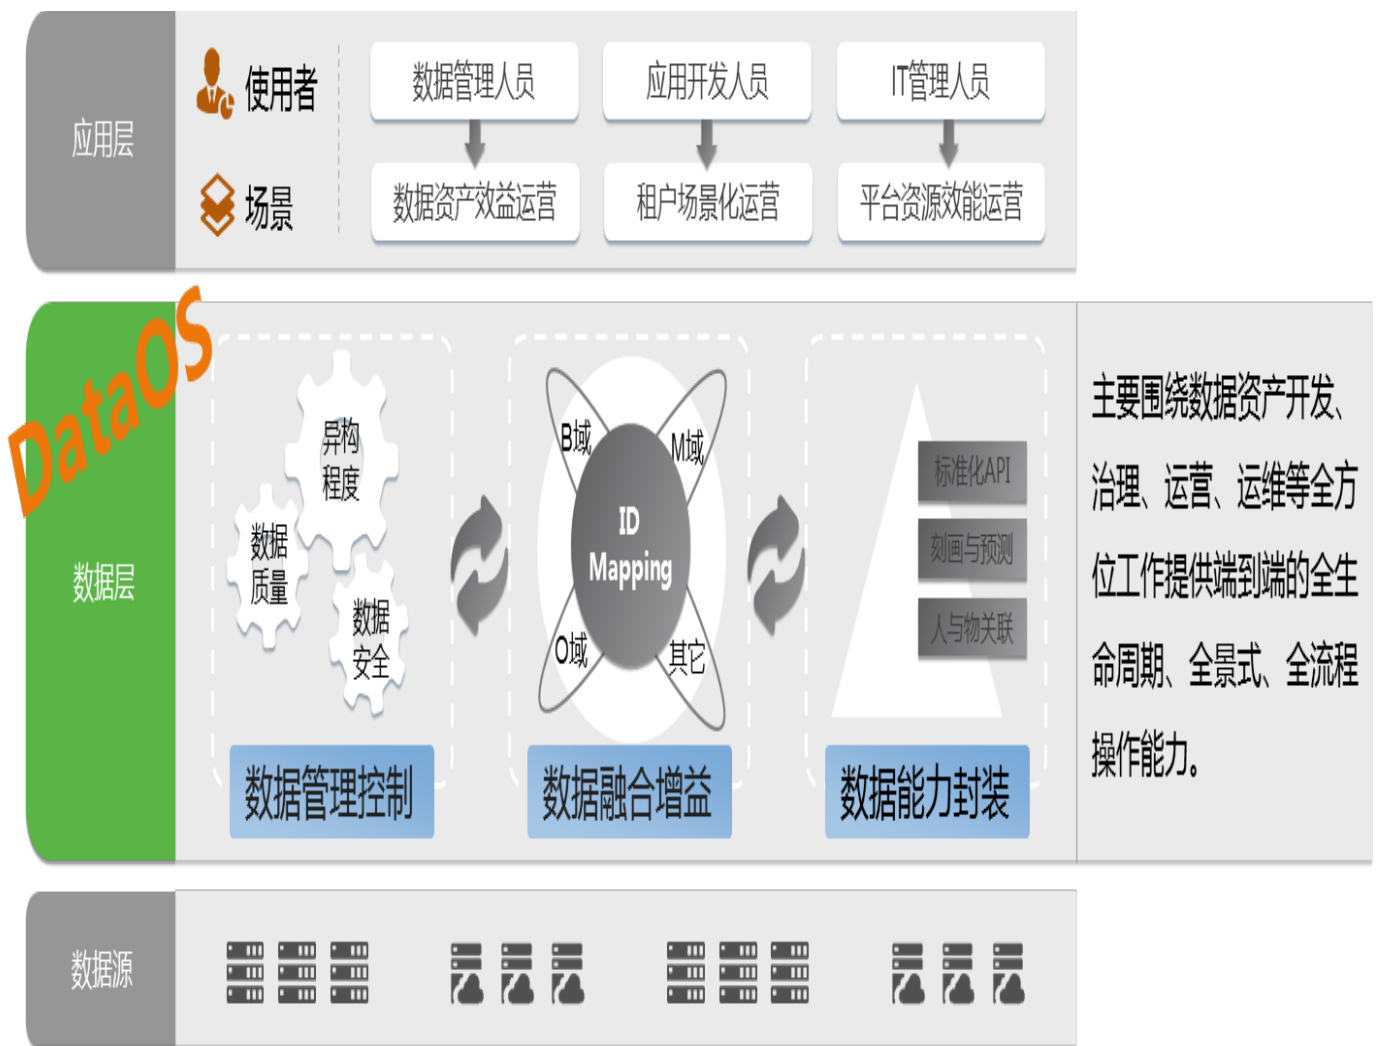 应用层
使用者
数据管理人员
应用开发人员
IT管理人员
场景
数据资产效益运营
租户场景化运营
平台资源效能运营
DataOS
数据层
异构
程度
数据
质量
数据
安全
数据管理控制
B域
M域
ID
Mapping
O域
其它
数据融合增益
标准化API
刻画与预测
人与物关联
数据能力封装
主要围绕数据资产开发、
治理、运营、运维等全方
位工作提供端到端的全生
命周期、全景式、全流程
操作能力。
数据源